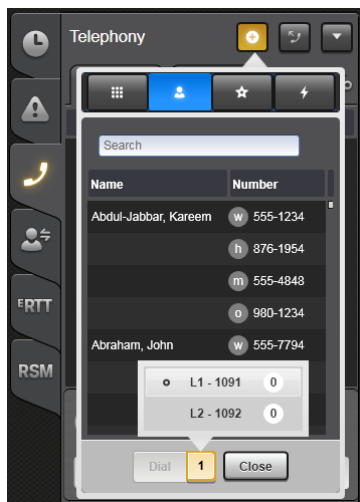 Telephony
Search
Name Number
Abdul-Jabbar, Kareem w 555-1234
h 876-1954
m 555-4848
o 980-1234
Abraham, John w 555-7794
L1 - 1091 0
L2 - 1092 0
Dial 1 Close
ERTT
RSM